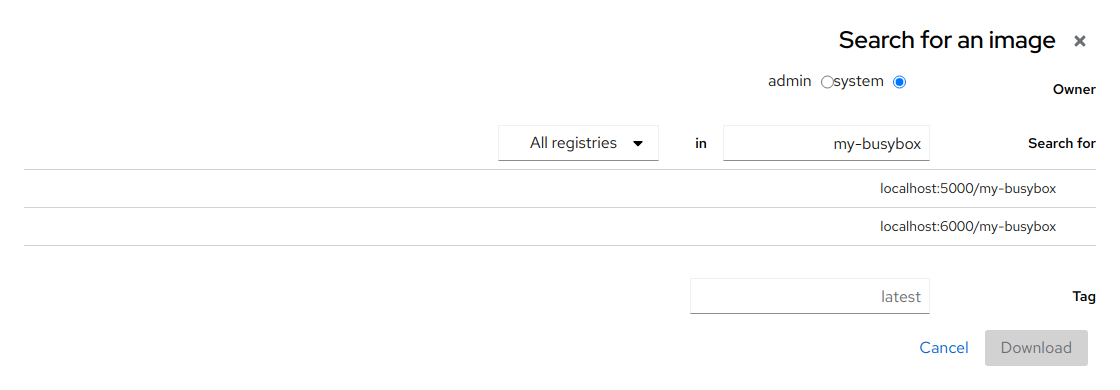 Search for an image ×
Owner
system admin
Search for my-busybox in All registries
localhost:5000/my-busybox
localhost:6000/my-busybox
Tag latest
Download Cancel